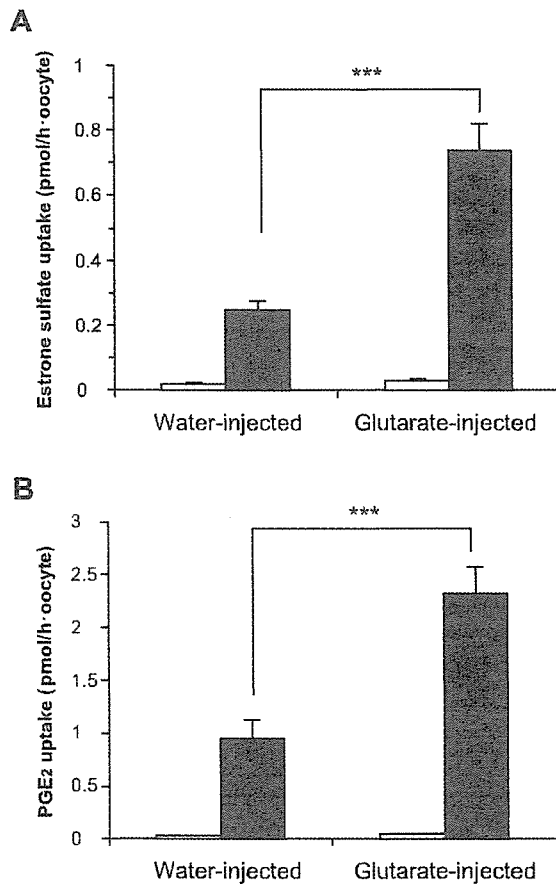 A
Estrone sulfate uptake (pmol/h·oocyte)
1
0.8
0.6
0.4
0.2
0
***
Water-injected Glutarate-injected
B
PGE2 uptake (pmol/h·oocyte)
3
2.5
2
1.5
1
0.5
0
***
Water-injected Glutarate-injected